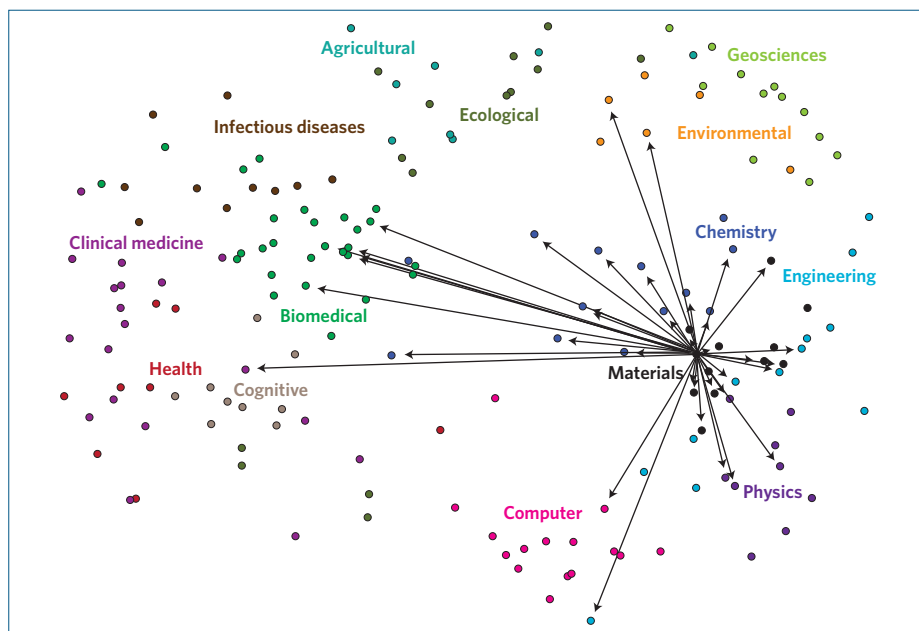 Agricultural
Geosciences
Ecological
Infectious diseases
Environmental
Clinical medicine
Chemistry
Engineering
Biomedical
Health
Materials
Cognitive
Physics
Computer